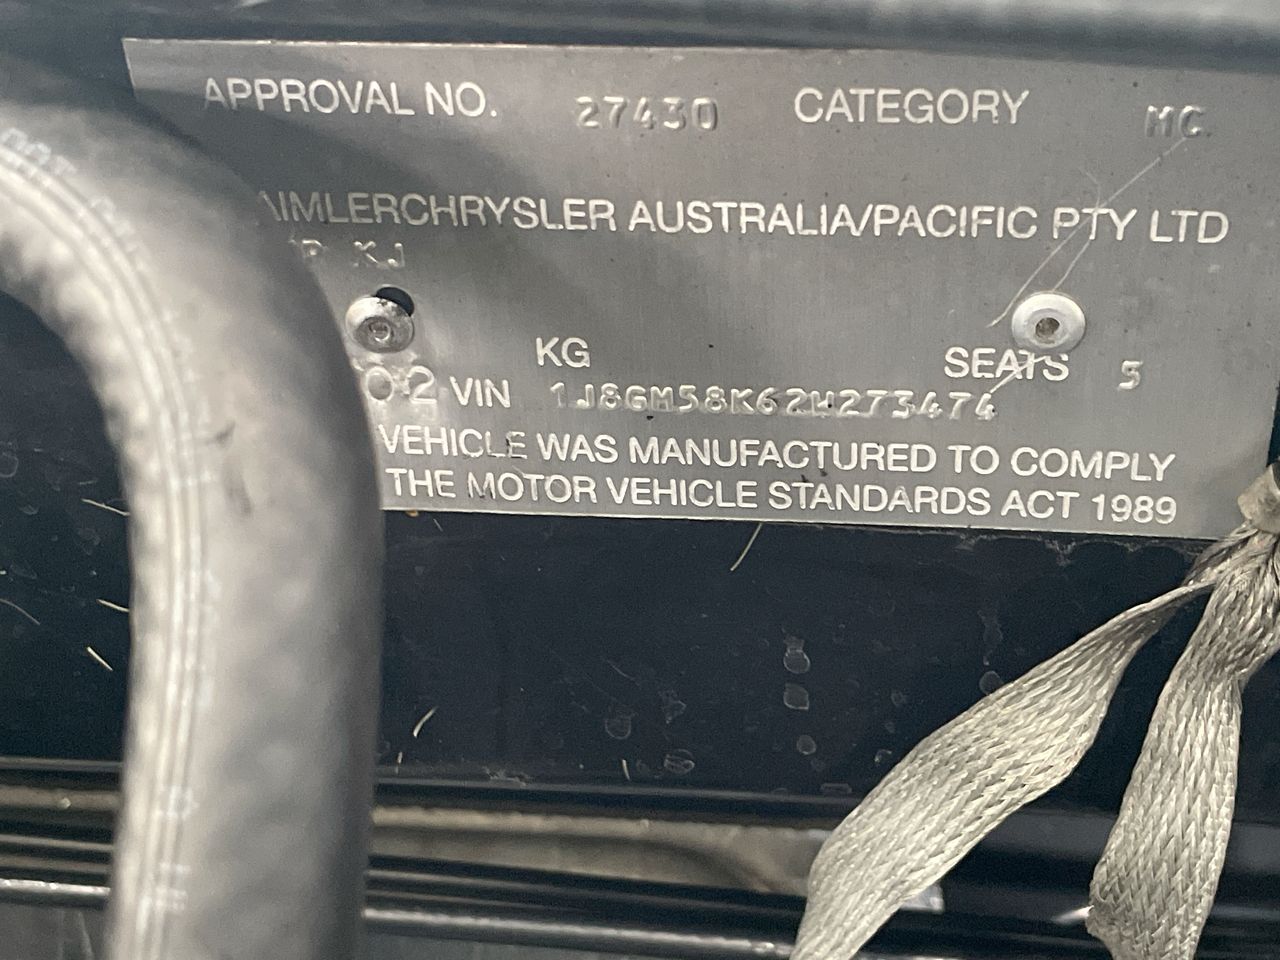 APPROVAL NO. 27430 CATEGORY MC
AIMLERCHRYSLER AUSTRALIA/PACIFIC PTY LTD
P KJ
KG SEATS 5
02 VIN 1J8GM58K62W273474
VEHICLE WAS MANUFACTURED TO COMPLY
THE MOTOR VEHICLE STANDARDS ACT 1989